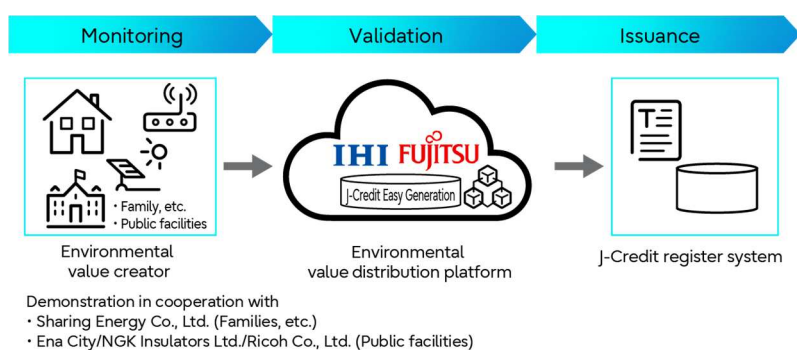 Monitoring
Validation
Issuance
IHI FUJITSU
J-Credit Easy Generation
T
・Family, etc.
・Public facilities
Environmental
value creator
Environmental
value distribution platform
J-Credit register system
Demonstration in cooperation with
・Sharing Energy Co., Ltd. (Families, etc.)
・Ena City/NGK Insulators Ltd./Ricoh Co., Ltd. (Public facilities)